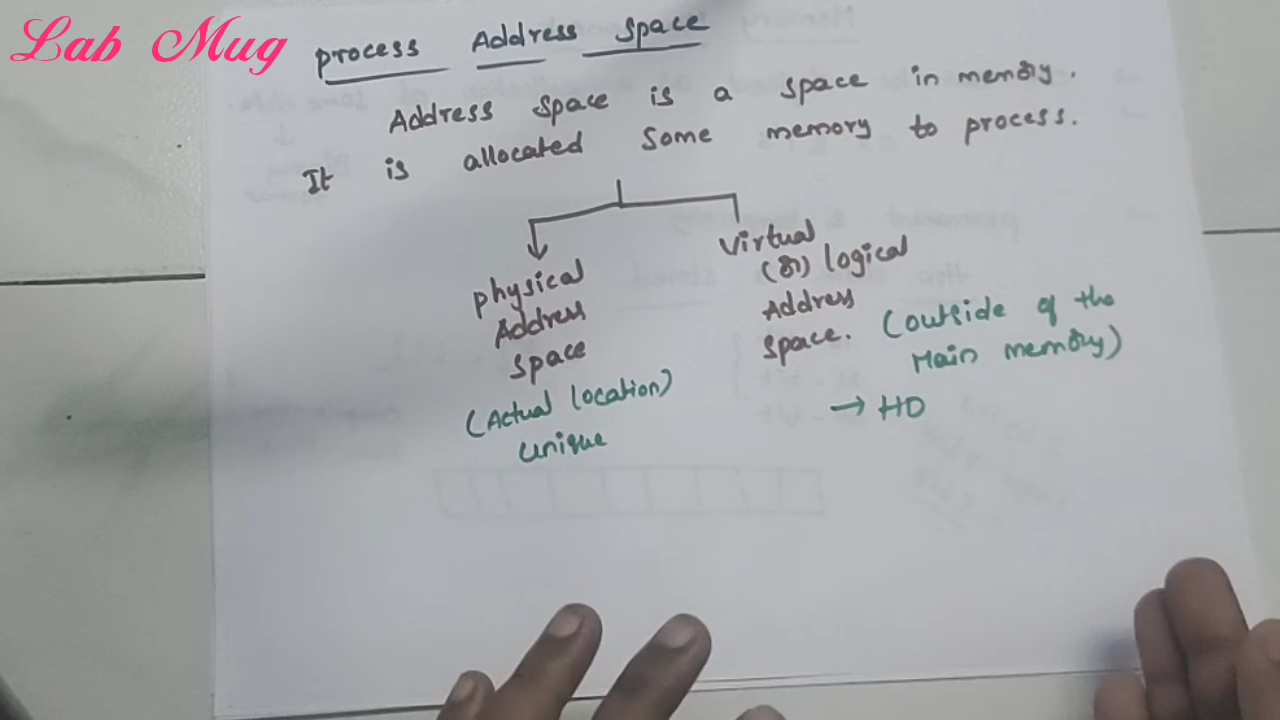 Lab Mug
process Address Space
Address Space is a space in memory.
It is allocated some memory to process.
physical
Address
space
(Actual location)
unique
Virtual
(or) logical
Address
space.
(outside of the
Main memory)
→ HD